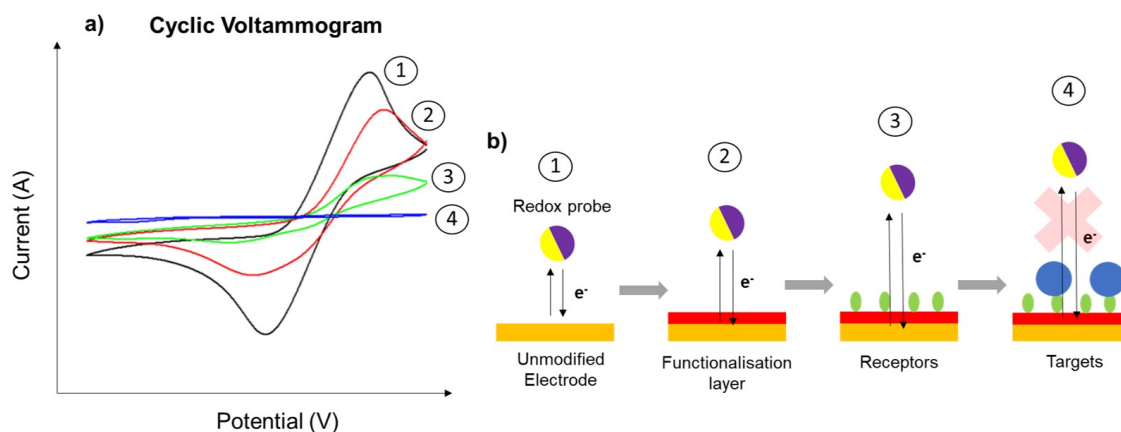 a) Cyclic Voltammogram
Current (A)
Potential (V)
1
2
3
4
b)
1
Redox probe
e-
Unmodified
Electrode
2
e-
Functionalisation
layer
3
e-
Receptors
4
e-
Targets